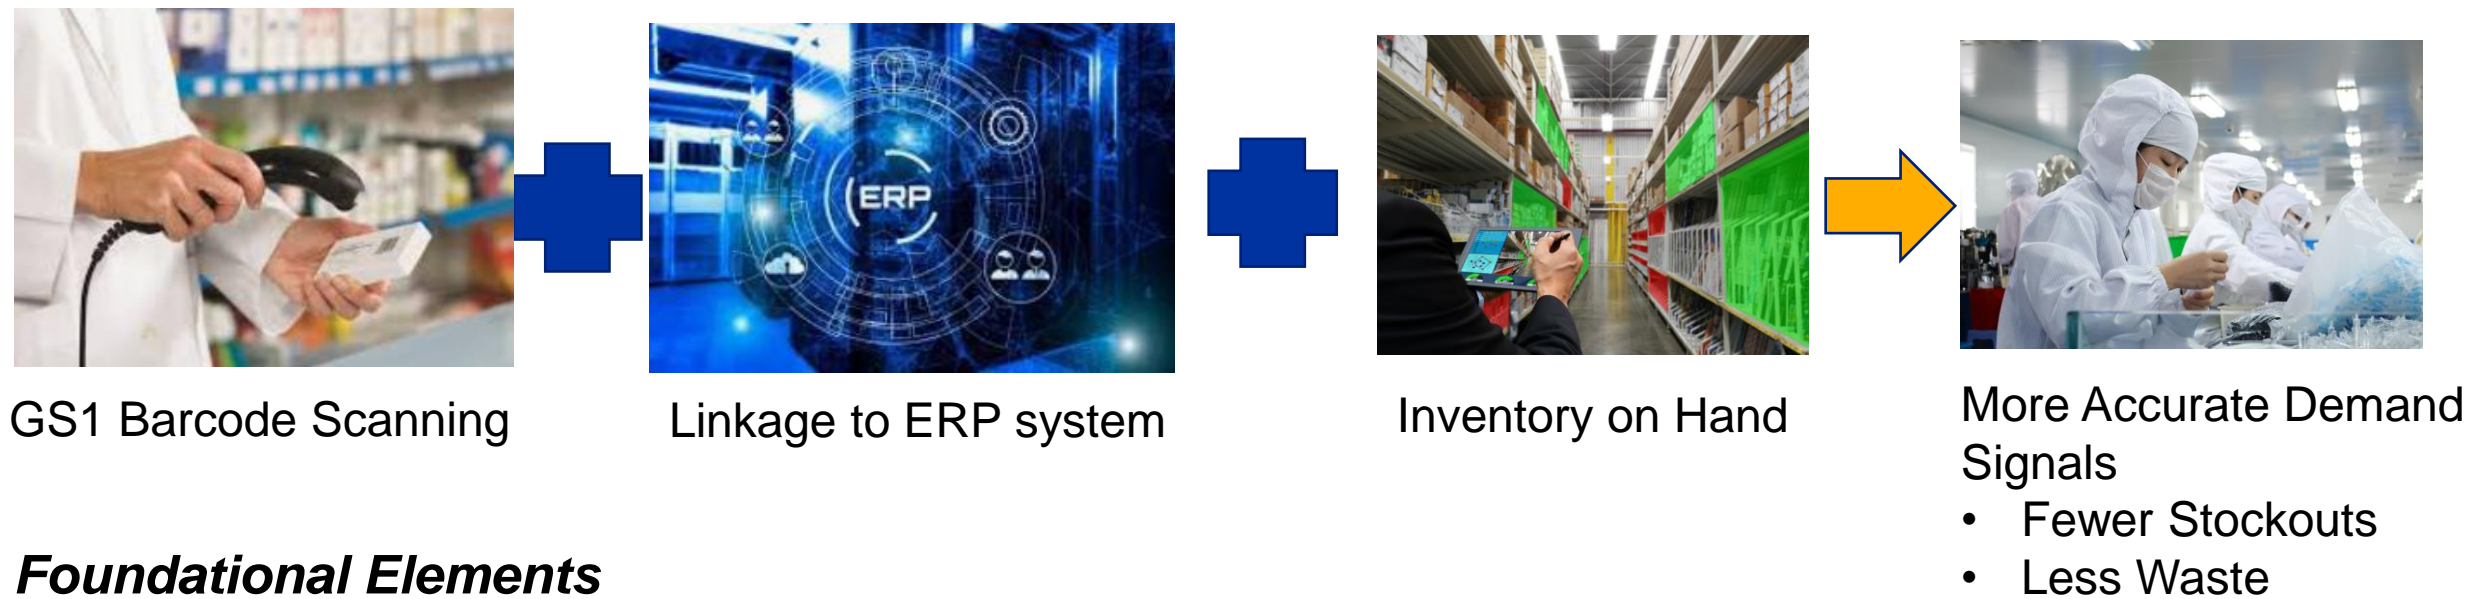 ERP
GS1 Barcode Scanning
Linkage to ERP system
Inventory on Hand
More Accurate Demand
Signals
• Fewer Stockouts
• Less Waste
Foundational Elements